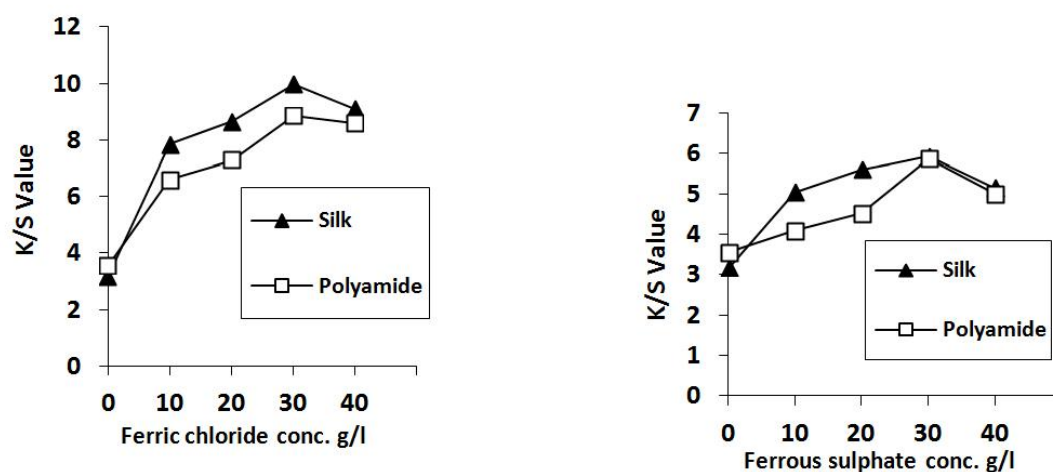 12
10
8
6
4
2
0
K/S Value
Silk
Polyamide
0 10 20 30 40
Ferric chloride conc. g/l
7
6
5
4
3
2
1
0
K/S Value
Silk
Polyamide
0 10 20 30 40
Ferrous sulphate conc. g/l